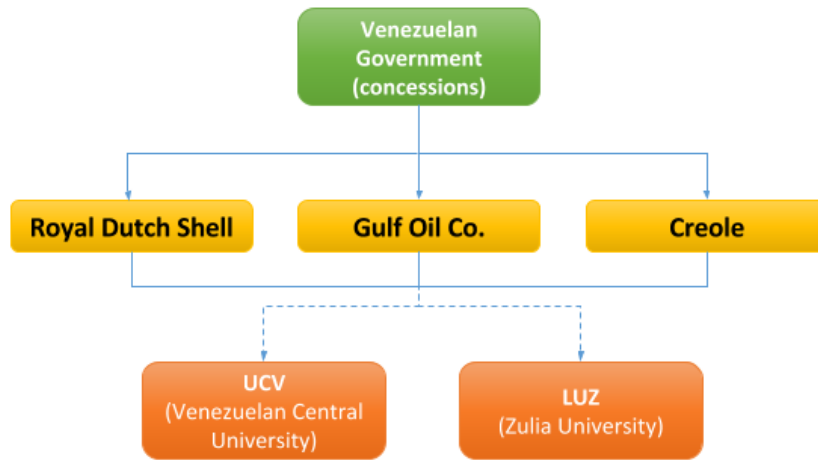 Venezuelan
Government
(concessions)
Royal Dutch Shell
Gulf Oil Co.
Creole
UCV
(Venezuelan Central
University)
LUZ
(Zulia University)